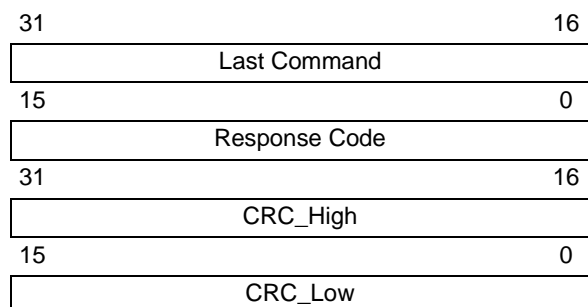 31 16
Last Command
15 0
Response Code
31 16
CRC_High
15 0
CRC_Low